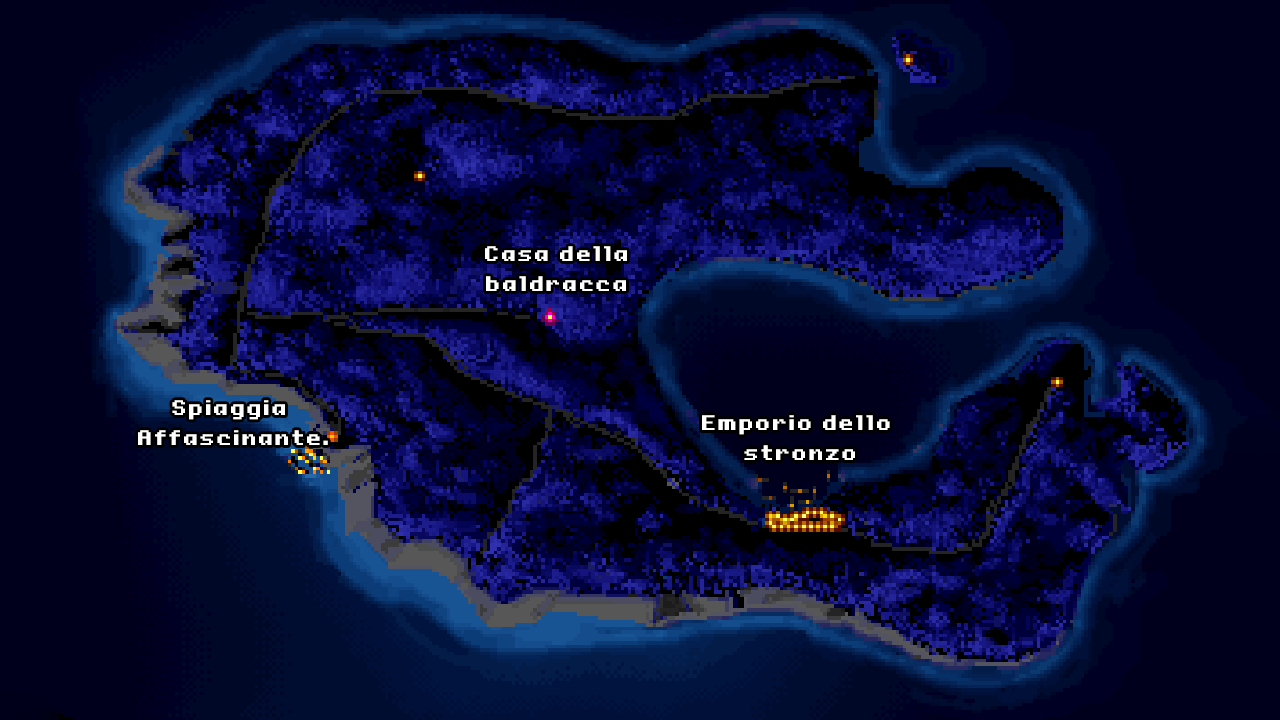 Casa della
baldracca
Spiaggia
Affascinante.
Emporio dello
stronzo